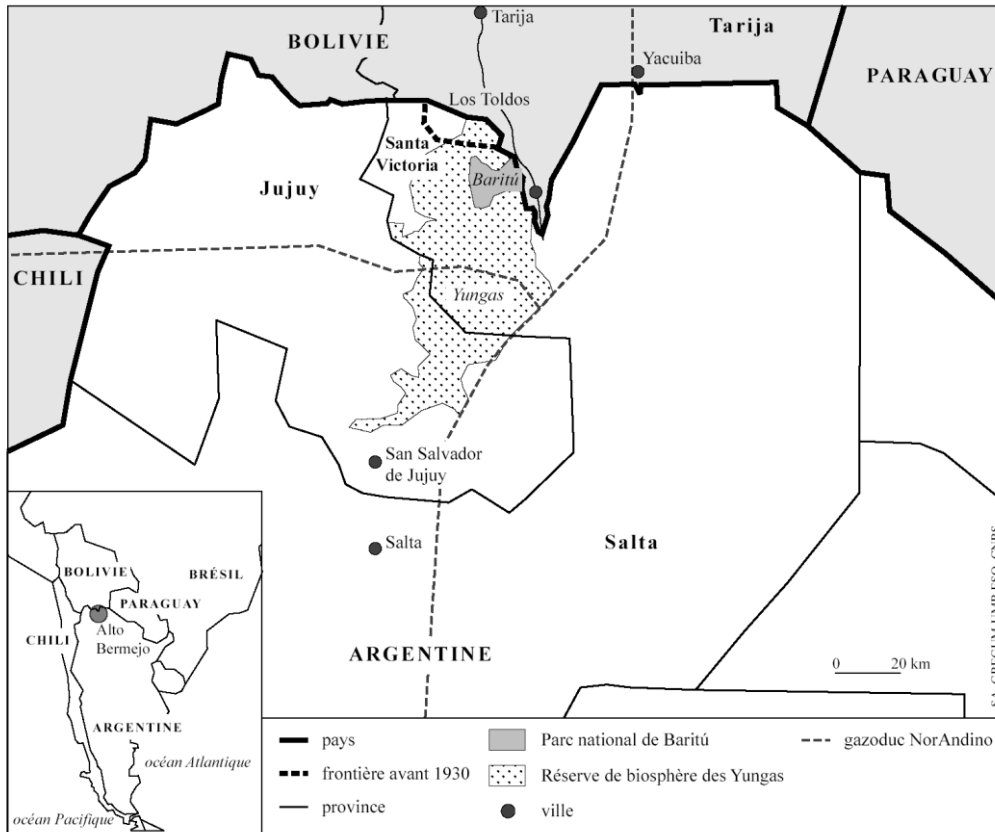 Tarija
Tarija
BOLIVIE
Yacuiba
PARAGUAY
Los Toldos
Santa
Victoria
Baritú
Jujuy
CHILI
Yungas
San Salvador
de Jujuy
Salta
Salta
ARGENTINE
0 20 km
BOLIVIE
BRÉSIL
PARAGUAY
CHILI
Alto
Bermejo
ARGENTINE
océan Atlantique
océan Pacifique
pays
frontière avant 1930
province
Parc national de Baritú
Réserve de biosphère des Yungas
ville
gazoduc NorAndino